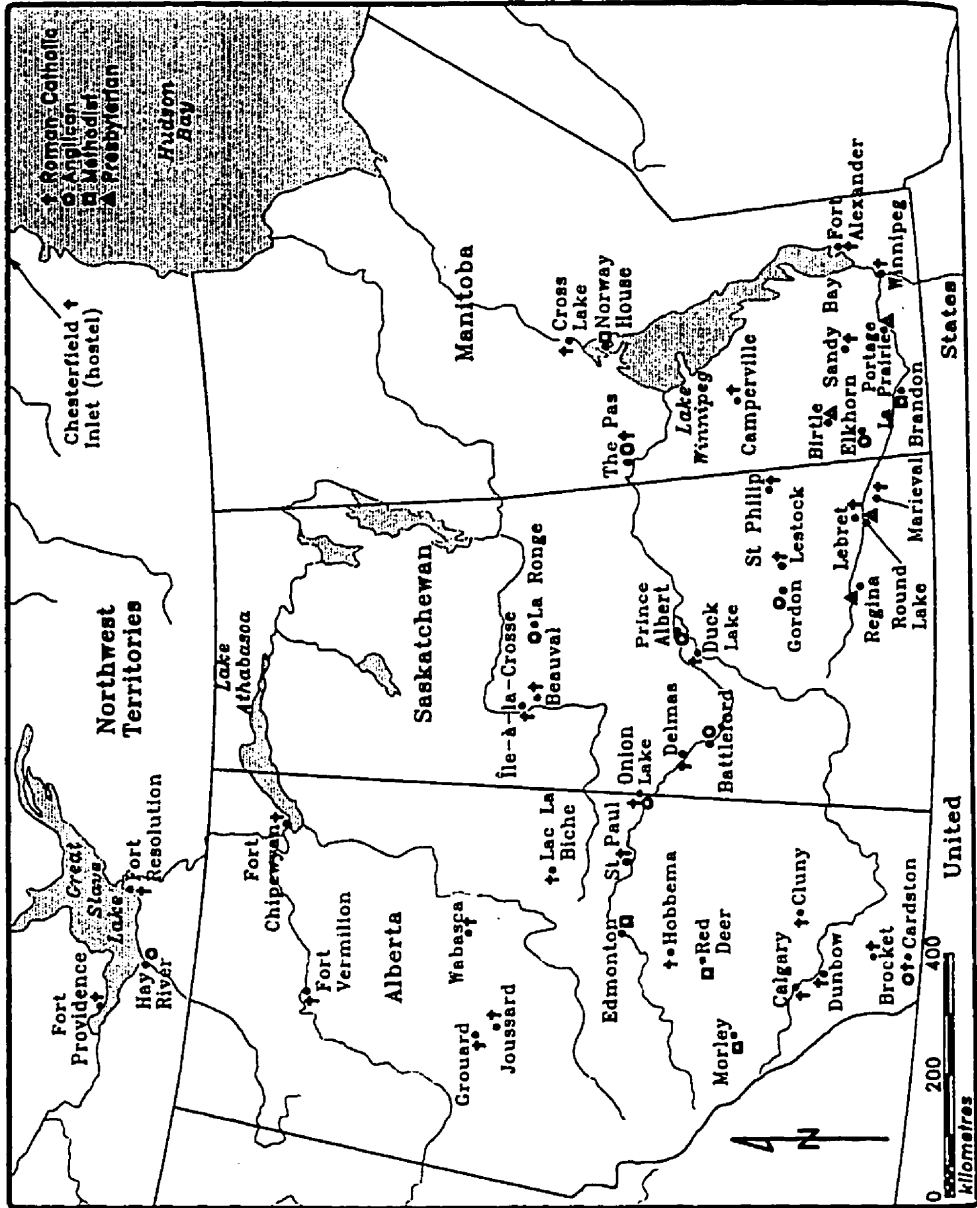 Roman Catholic
Anglican
Methodist
Presbyterian
Hudson
Bay
Chesterfield
Inlet (hostel)
Northwest
Territories
Great
Slave
Lake
Fort
Resolution
Fort
Providence
Hay
River
Lake
Athabasca
Fort
Chipewyan
Fort
Vermilion
Alberta
Wabasca
Grouard
Joussard
Lac La
Biche
St. Paul
Edmonton
Hobbema
Red
Deer
Morley
Calgary
Cluny
Dunbow
Brocket
Cardston
Saskatchewan
Île-à-la-Crosse
La Ronge
Beauval
Onion
Lake
Delmas
Battleford
Prince
Albert
Duck
Lake
St Philip
Lestock
Gordon
Lebret
Regina
Round
Lake
Marieval
Manitoba
Cross
Lake
Norway
House
The Pas
Lake
Winnipeg
Camperville
Birtle
Elkhorn
Sandy Bay
Portage
La Prairie
Brandon
Fort
Alexander
Winnipeg
United States
N
0 200 400
kilometres